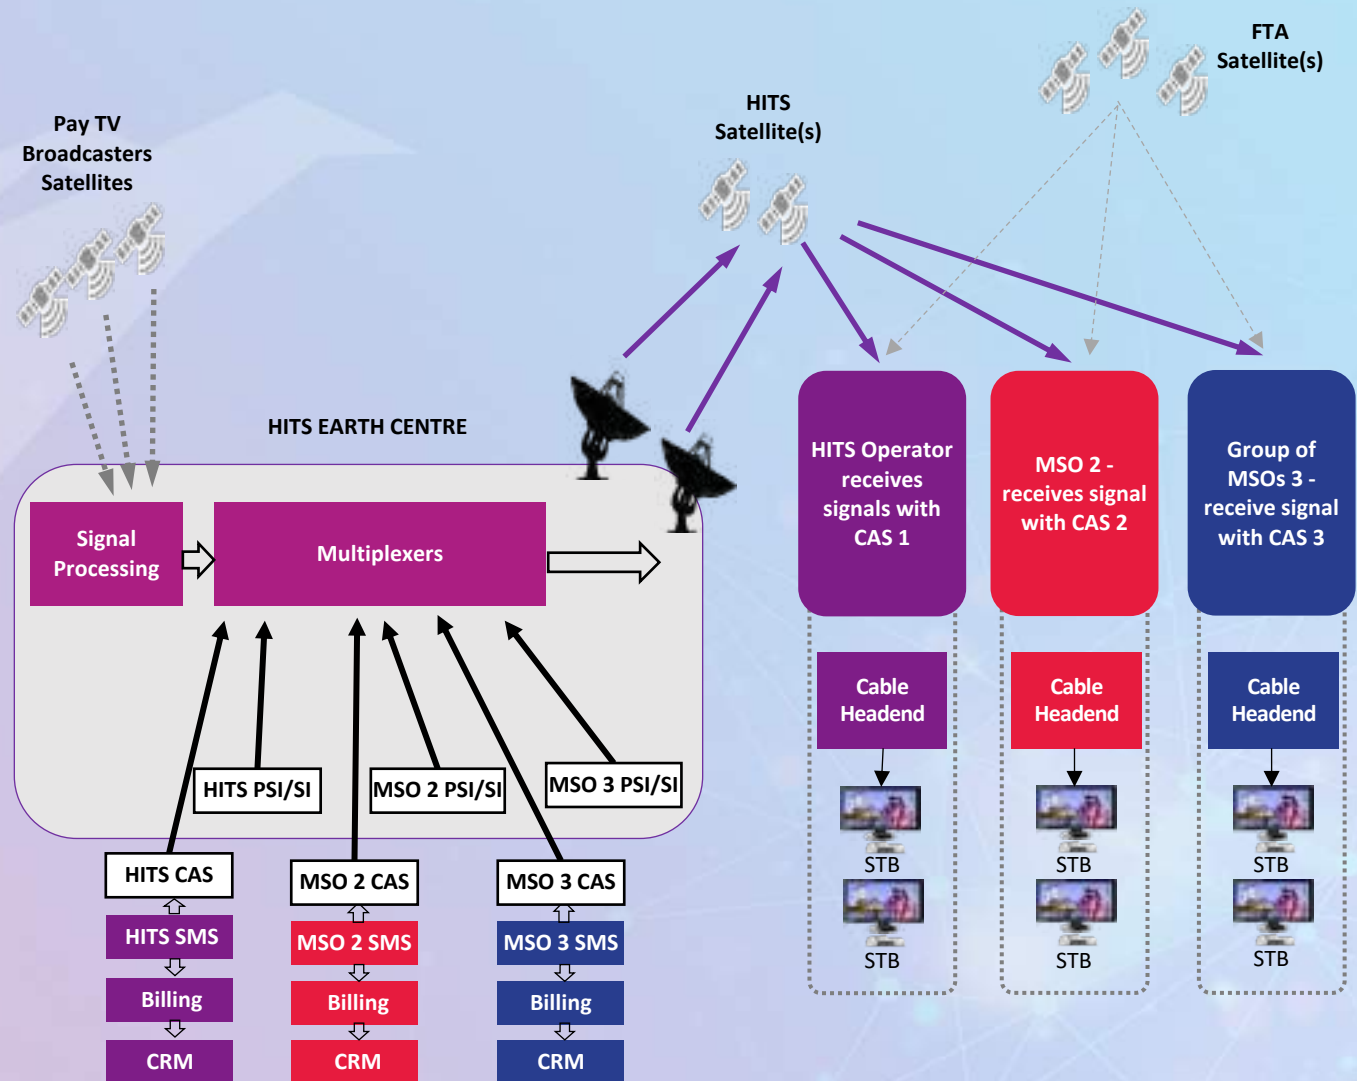 FTA
Satellite(s)
HITS
Satellite(s)
Pay TV
Broadcasters
Satellites
HITS EARTH CENTRE
Signal
Processing
Multiplexers
HITS PSI/SI
MSO 2 PSI/SI
MSO 3 PSI/SI
HITS CAS
MSO 2 CAS
MSO 3 CAS
HITS SMS
MSO 2 SMS
MSO 3 SMS
Billing
Billing
Billing
CRM
CRM
CRM
HITS Operator
receives
signals with
CAS 1
MSO 2 -
receives signal
with CAS 2
Group of
MSOs 3 -
receive signal
with CAS 3
Cable
Headend
Cable
Headend
Cable
Headend
STB
STB
STB
STB
STB
STB